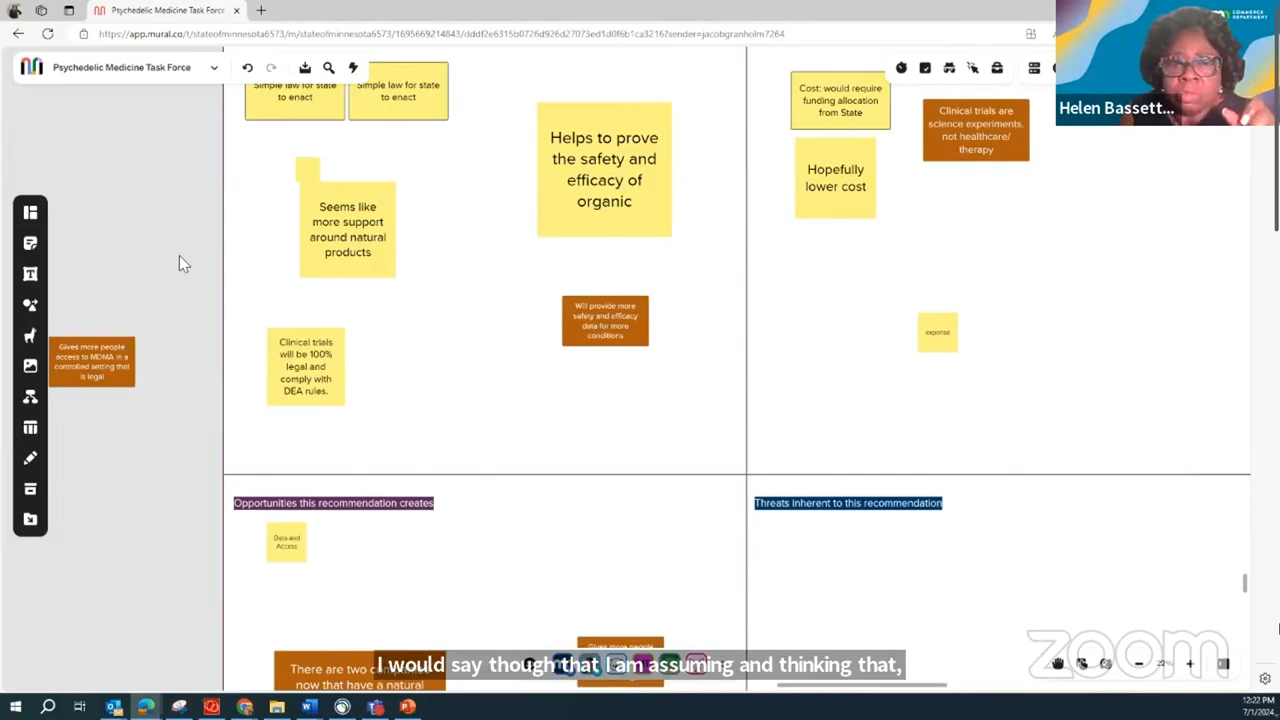 Psychedelic Medicine Task Force
https://app.mural.co/t/stateofminnesota6573/m/stateofminnesota6573/1695669214843/dddf2e6315b0726d926d27073ed1d086b1ca3216?sender=jacobgranholm7264
Psychedelic Medicine Task Force
COMMERCE
DEPARTMENT
Helen Bassett...
Simple law for state
to enact
Simple law for state
to enact
Helps to prove
the safety and
efficacy of
organic
Cost: would require
funding allocation
from State
Clinical trials are
science experiments,
not healthcare/
therapy
Hopefully
lower cost
Seems like
more support
around natural
products
Will provide more
safety and efficacy
data for more
conditions
expense
Clinical trials
will be 100%
legal and
comply with
DEA rules.
Gives more people
access to MDMA in a
controlled setting that
is legal
Opportunities this recommendation creates
Threats inherent to this recommendation
Data and
Access
Gives more people
There are two
now that have a natural
I would say though that I am assuming and thinking that,
zoom
22%
12:22 PM
7/1/2024